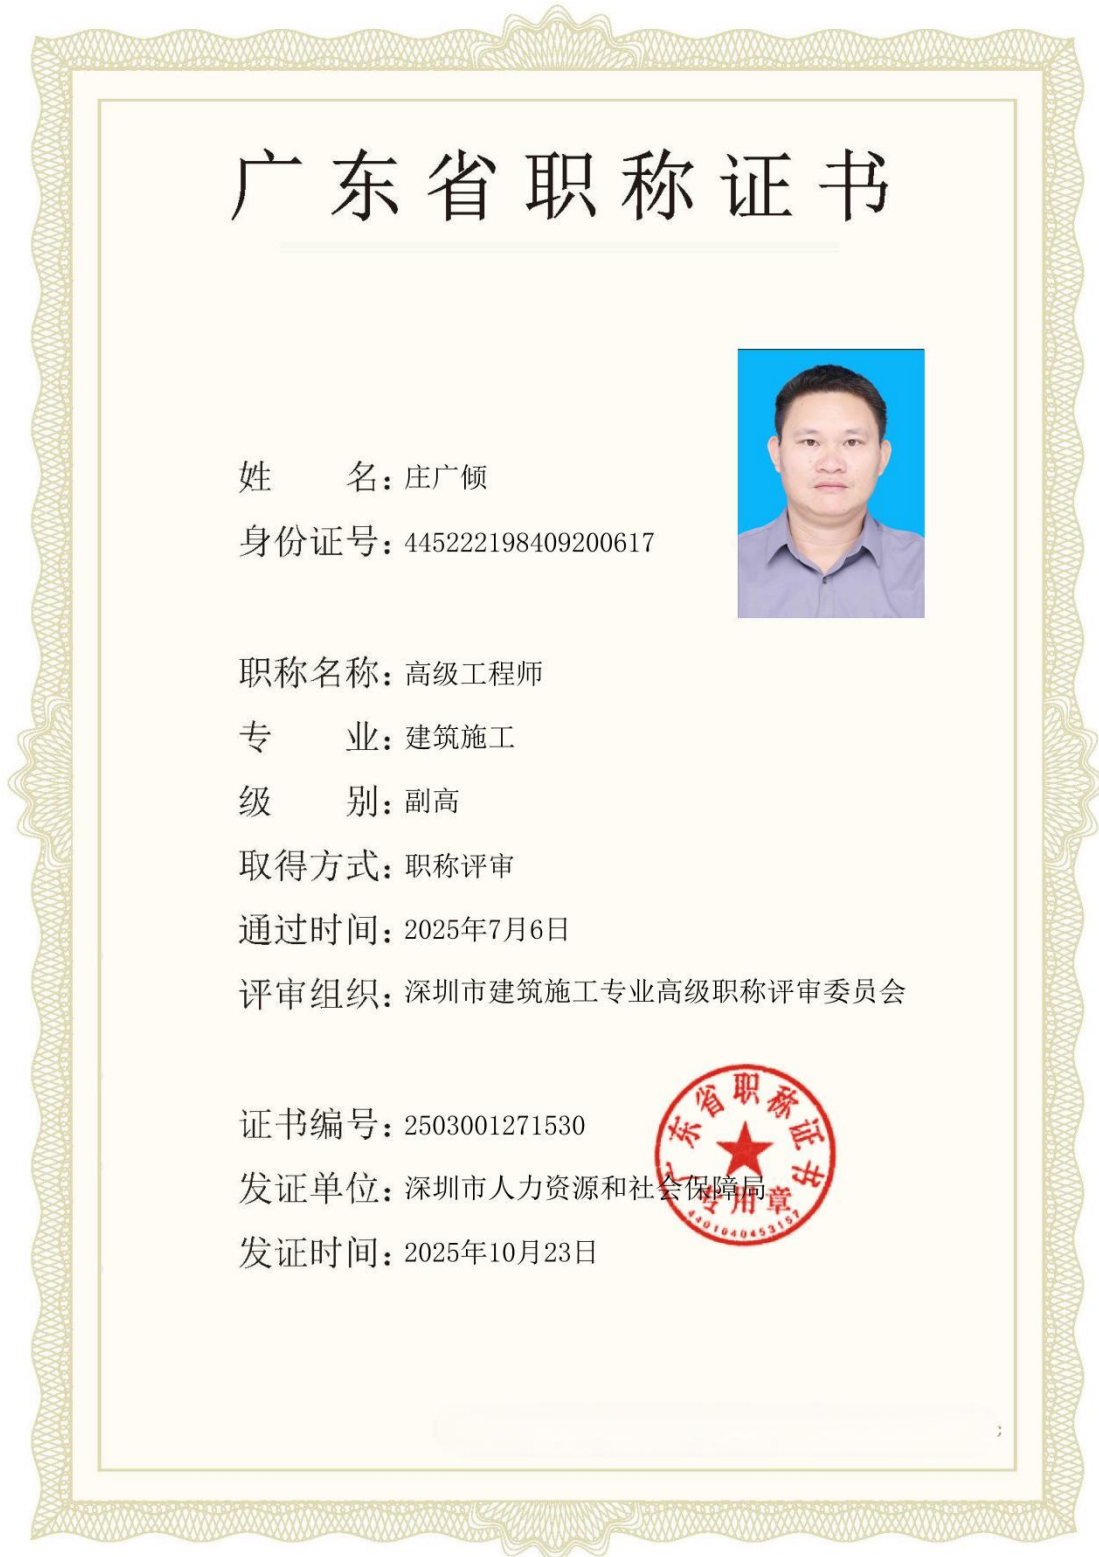 广东省职称证书
姓 名：庄广倾
身份证号：445222198409200617
职称名称：高级工程师
专 业：建筑施工
级 别：副高
取得方式：职称评审
通过时间：2025年7月6日
评审组织：深圳市建筑施工专业高级职称评审委员会
证书编号：2503001271530
发证单位：深圳市人力资源和社会保障局
发证时间：2025年10月23日
广东省职称证书
专用章
4401040453157